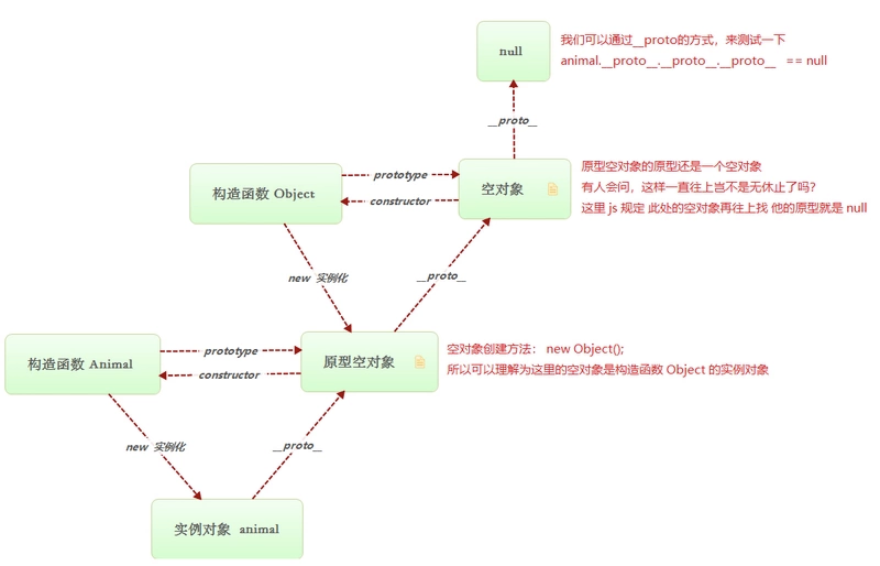 null
我们可以通过__proto的方式，来测试一下
animal.__proto__.__proto__.__proto__ == null
__proto__
构造函数 Object
prototype
constructor
空对象
原型空对象的原型还是一个空对象
有人会问，这样一直往上岂不是无休止了吗?
这里 js 规定 此处的空对象再往上找 他的原型就是 null
new 实例化
__proto__
构造函数 Animal
prototype
constructor
原型空对象
空对象创建方法： new Object();
所以可以理解为这里的空对象是构造函数 Object 的实例对象
new 实例化
__proto__
实例对象 animal